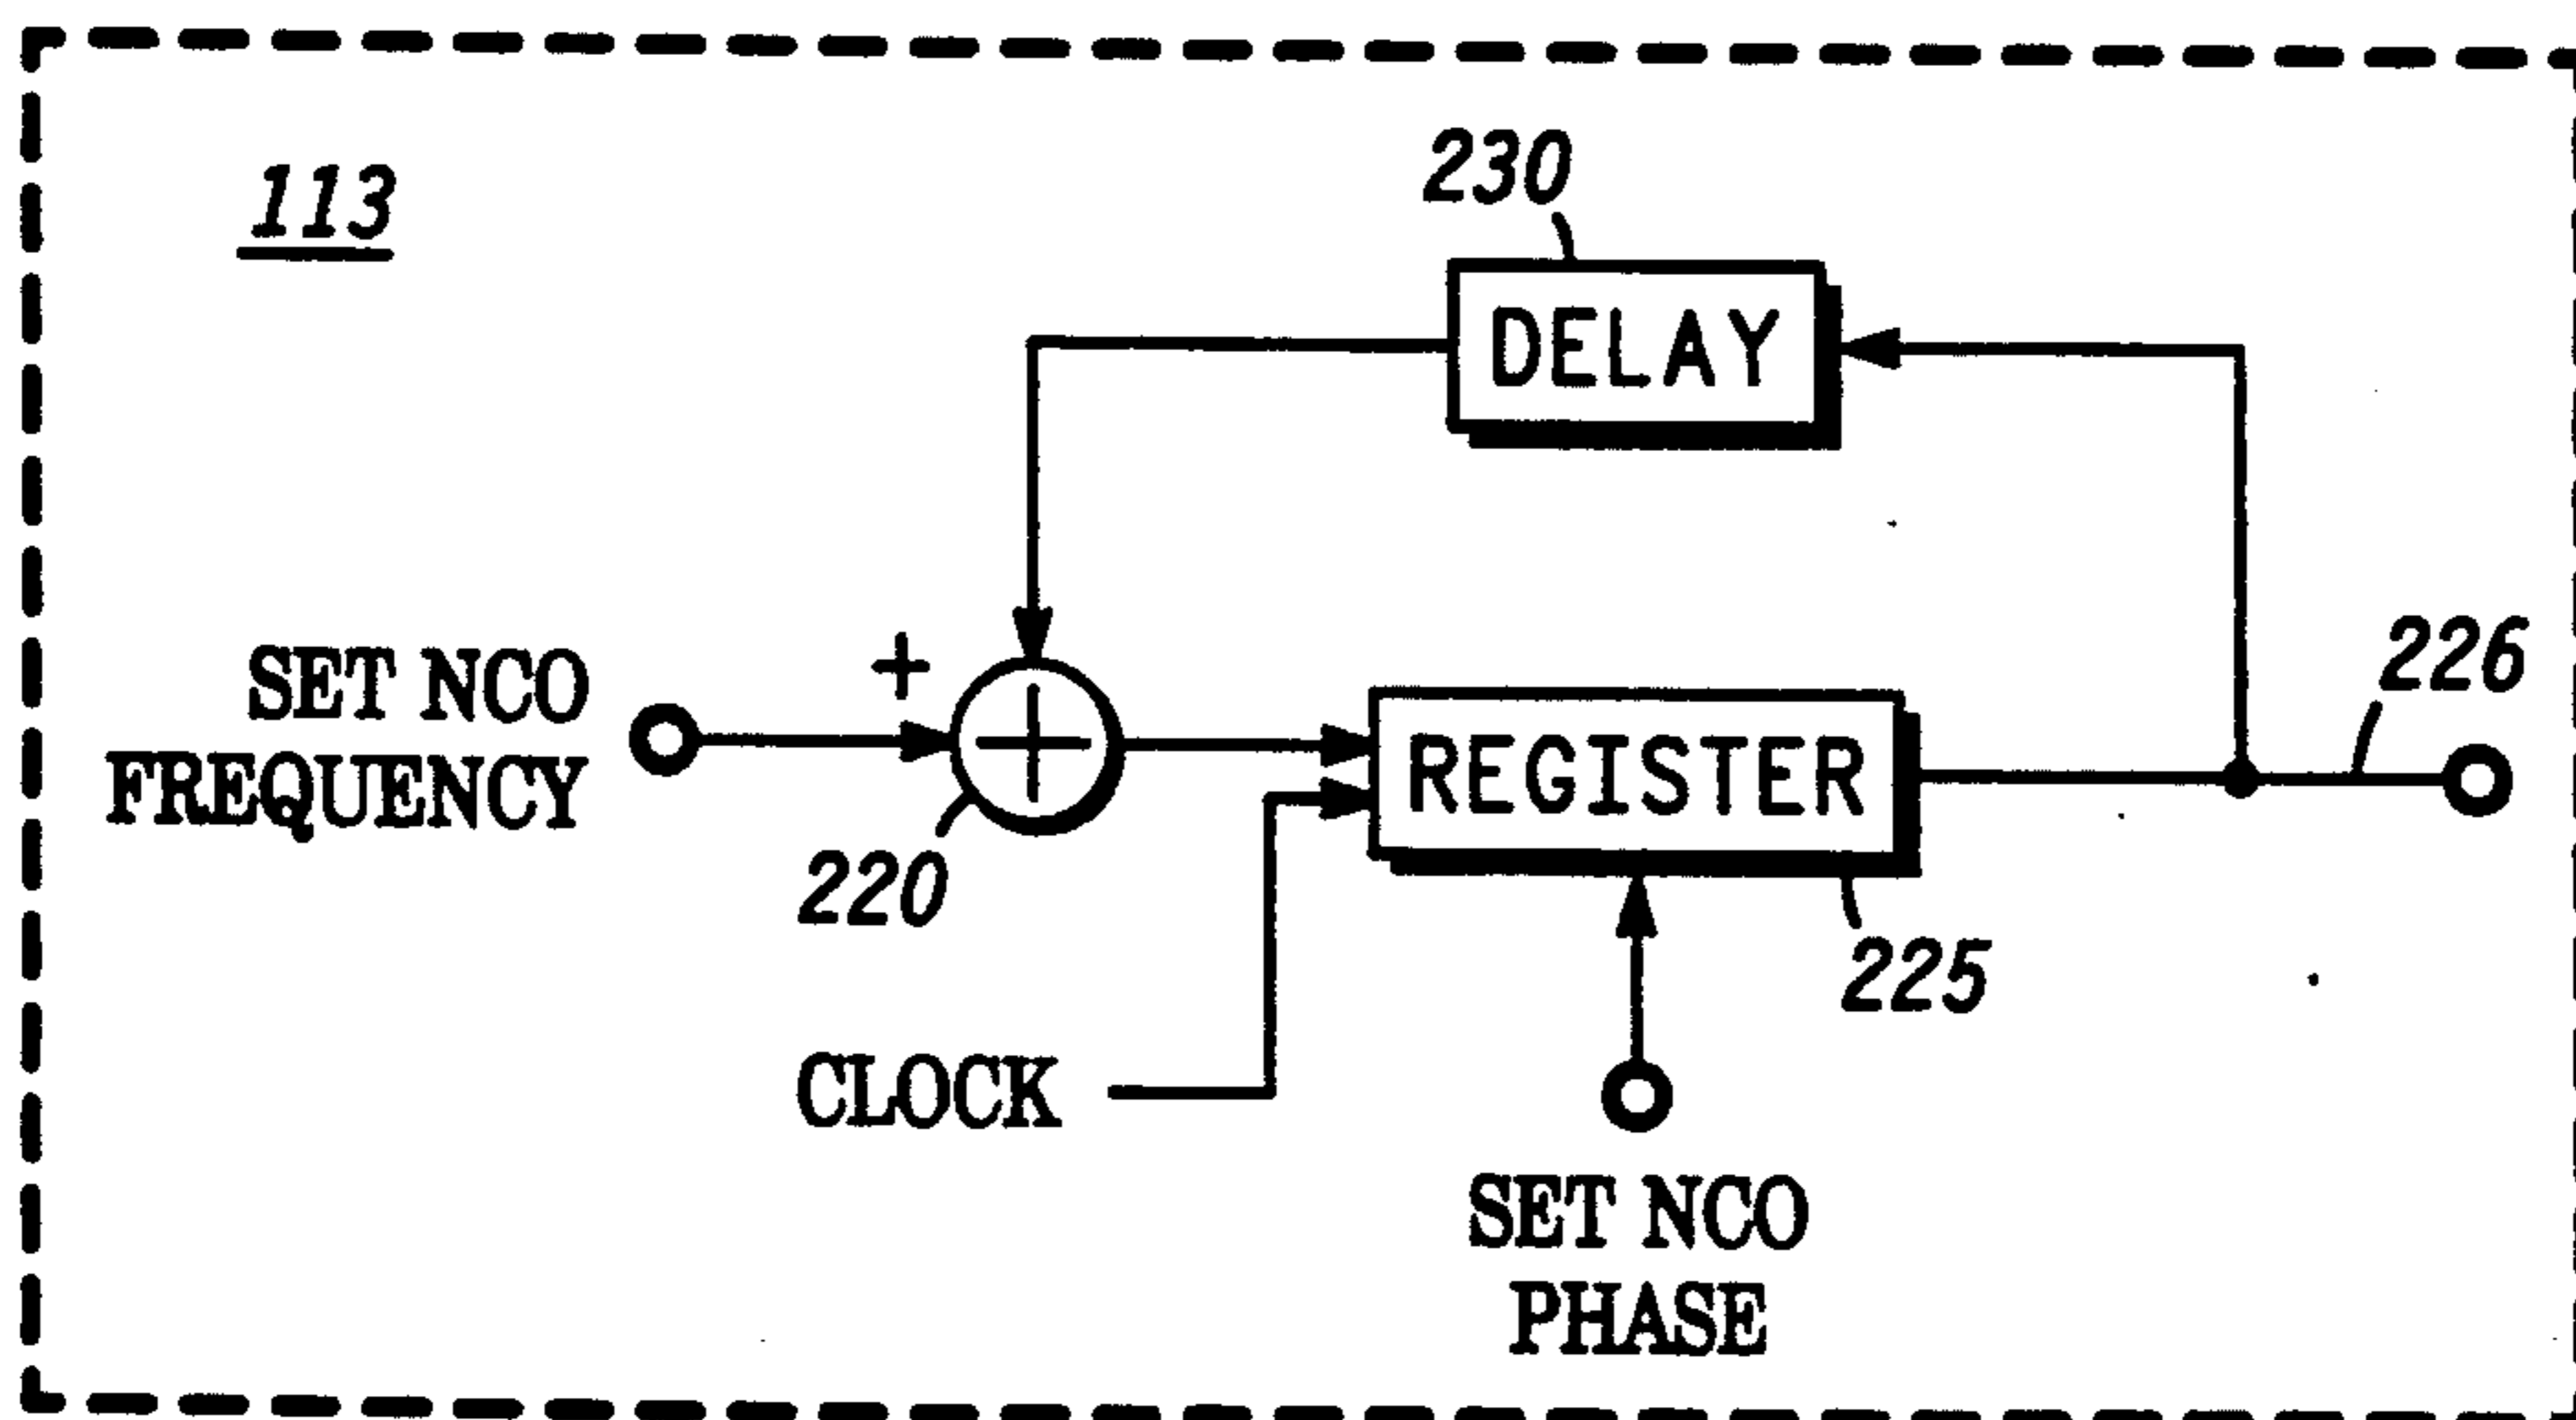 113
230
DELAY
+
SET NCO
FREQUENCY
220
REGISTER
226
225
CLOCK
SET NCO
PHASE